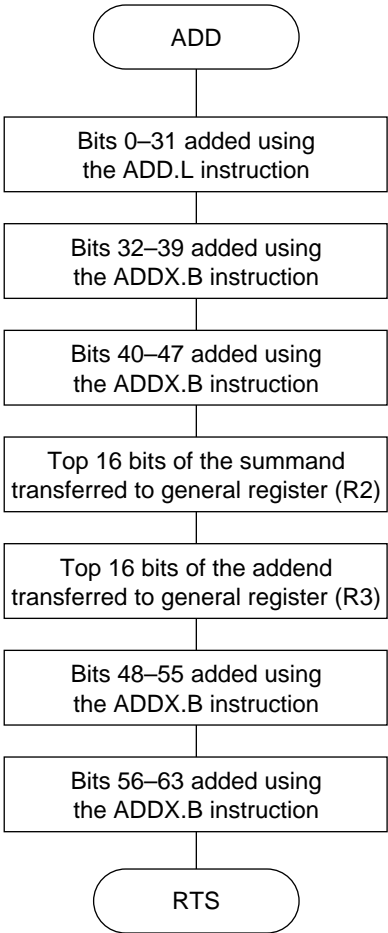 ADD
Bits 0–31 added using
the ADD.L instruction
Bits 32–39 added using
the ADDX.B instruction
Bits 40–47 added using
the ADDX.B instruction
Top 16 bits of the summand
transferred to general register (R2)
Top 16 bits of the addend
transferred to general register (R3)
Bits 48–55 added using
the ADDX.B instruction
Bits 56–63 added using
the ADDX.B instruction
RTS